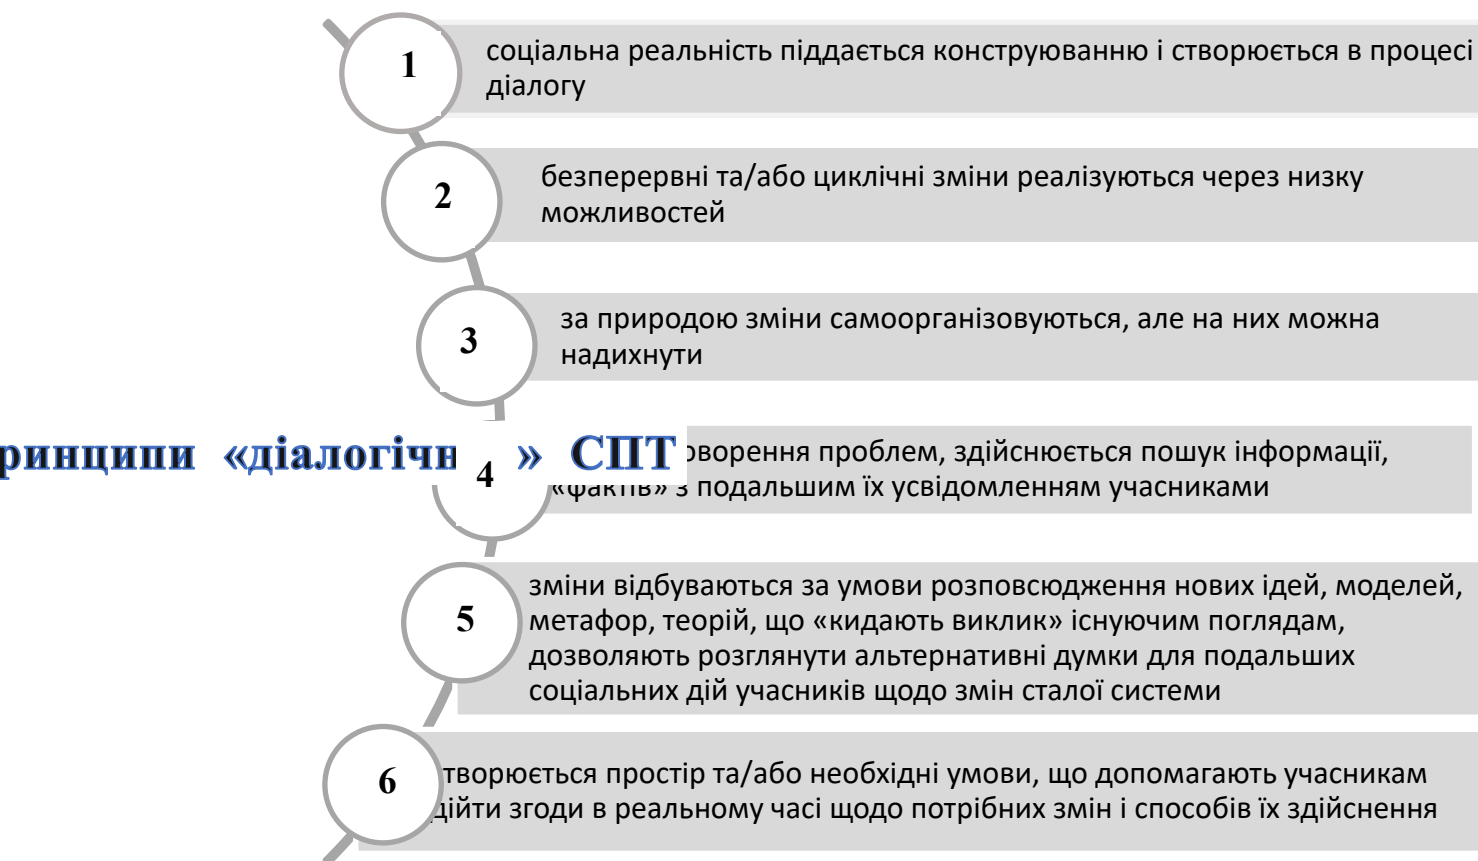 1
соціальна реальність піддається конструюванню і створюється в процесі
діалогу
2
безперервні та/або циклічні зміни реалізуються через низку
можливостей
3
за природою зміни самоорганізовуються, але на них можна
надихнути
ринципи «діалогічн » СПТ
4
оворення проблем, здійснюється пошук інформації,
«фактів» з подальшим їх усвідомленням учасниками
5
зміни відбуваються за умови розповсюдження нових ідей, моделей,
метафор, теорій, що «кидають виклик» існуючим поглядам,
дозволяють розглянути альтернативні думки для подальших
соціальних дій учасників щодо змін сталої системи
6
творюється простір та/або необхідні умови, що допомагають учасникам
дійти згоди в реальному часі щодо потрібних змін і способів їх здійснення